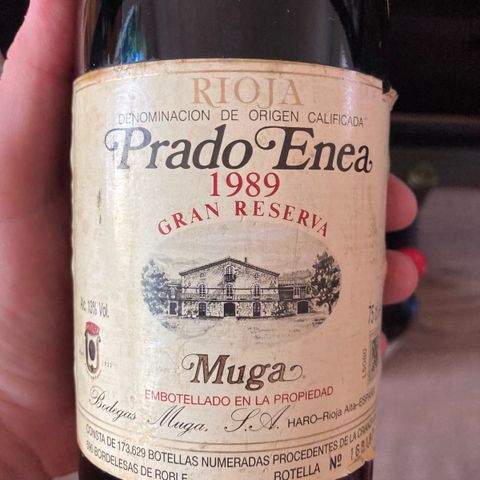 RIOJA
DENOMINACION DE ORIGEN CALIFICADA
Prado Enea
1989
GRAN RESERVA
Alc. 13% Vol.
75
L5080
Muga
EMBOTELLADO EN LA PROPIEDAD
Bodegas Muga, S.A. HARO-Rioja Alta-ESPAÑA
CONSTA DE 173.629 BOTELLAS NUMERADAS PROCEDENTES DE LA CRIANZA
BORDELESAS DE ROBLE BOTELLA Nº